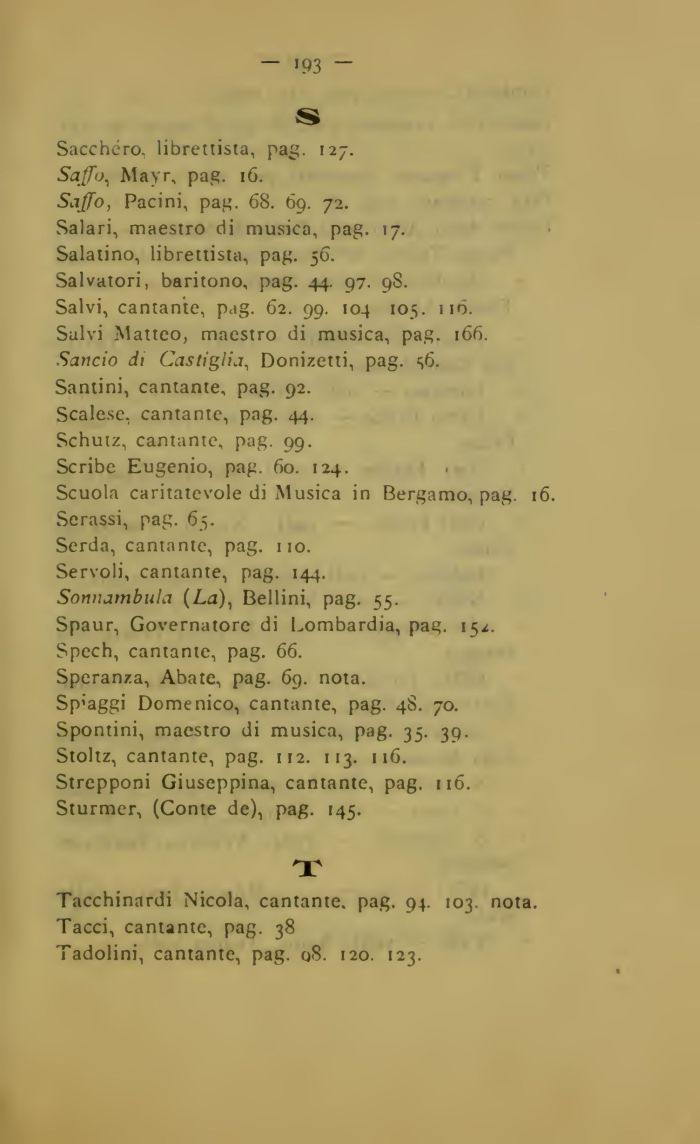 — 193 —
S
Sacchéro, librettista, pag. 127.
Saffo, Mayr, pag. 16.
Saffo, Pacini, pag. 68. 69. 72.
Salari, maestro di musica, pag. 17.
Salatino, librettista, pag. 56.
Salvatori, baritono, pag. 44. 97. 98.
Salvi, cantante, pag. 62. 99. 104 105. 116.
Salvi Matteo, maestro di musica, pag. 166.
Sancio di Castiglia, Donizetti, pag. 56.
Santini, cantante, pag. 92.
Scalese, cantante, pag. 44.
Schutz, cantante, pag. 99.
Scribe Eugenio, pag. 60. 124.
Scuola caritatevole di Musica in Bergamo, pag. 16.
Serassi, pag. 65.
Serda, cantante, pag. 110.
Servoli, cantante, pag. 144.
Sonnambula (La), Bellini, pag. 55.
Spaur, Governatore di Lombardia, pag.
Spech, cantante, pag. 66.
Speranza, Abate, pag. 69. nota.
Spiaggi Domenico, cantante, pag. 48. 70.
Spontini, maestro di musica, pag. 35. 39.
Stoltz, cantante, pag. 112. 113. 116.
Strepponi Giuseppina, cantante, pag. 116.
Sturmer, (Conte de), pag. 145.
T
Tacchinardi Nicola, cantante. pag. 94. 103. nota.
Tacci, cantante, pag. 38
Tadolini, cantante, pag. 98. 120. 123.